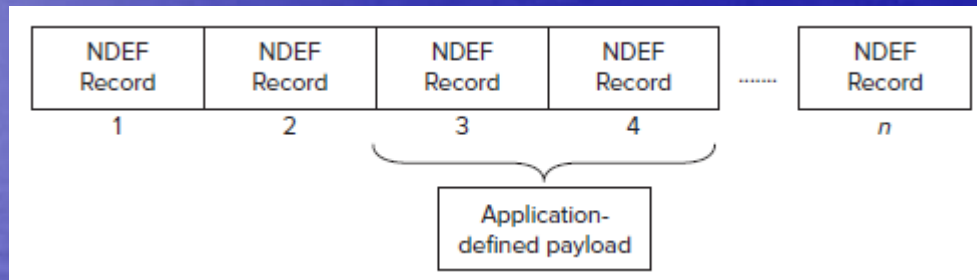 NDEF NDEF NDEF NDEF NDEF
Record Record Record Record ....... Record
1 2 3 4 n
Application-
defined payload